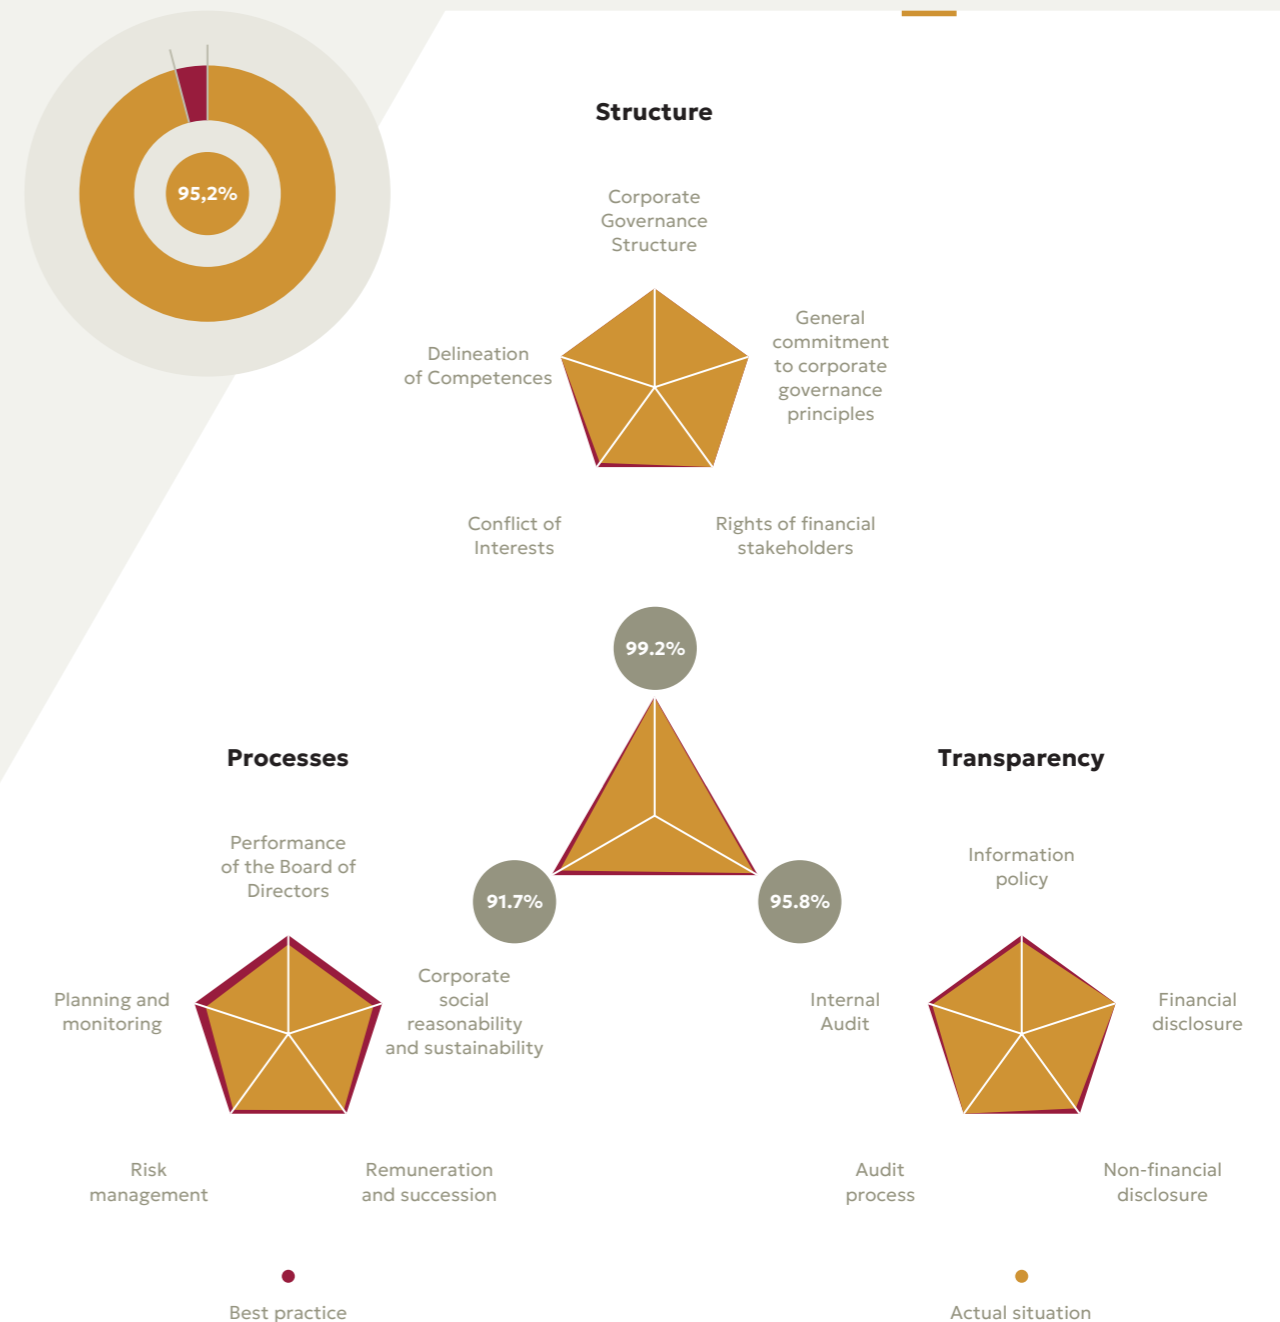 95,2%
Structure
Corporate
Governance
Structure
General
commitment
to corporate
governance
principles
Delineation
of Competences
Conflict of
Interests
Rights of financial
stakeholders
99.2%
Processes
Transparency
Performance
of the Board of
Directors
Information
policy
91.7%
95.8%
Planning and
monitoring
Corporate
social
reasonability
and sustainability
Internal
Audit
Financial
disclosure
Risk
management
Remuneration
and succession
Audit
process
Non-financial
disclosure
Best practice
Actual situation